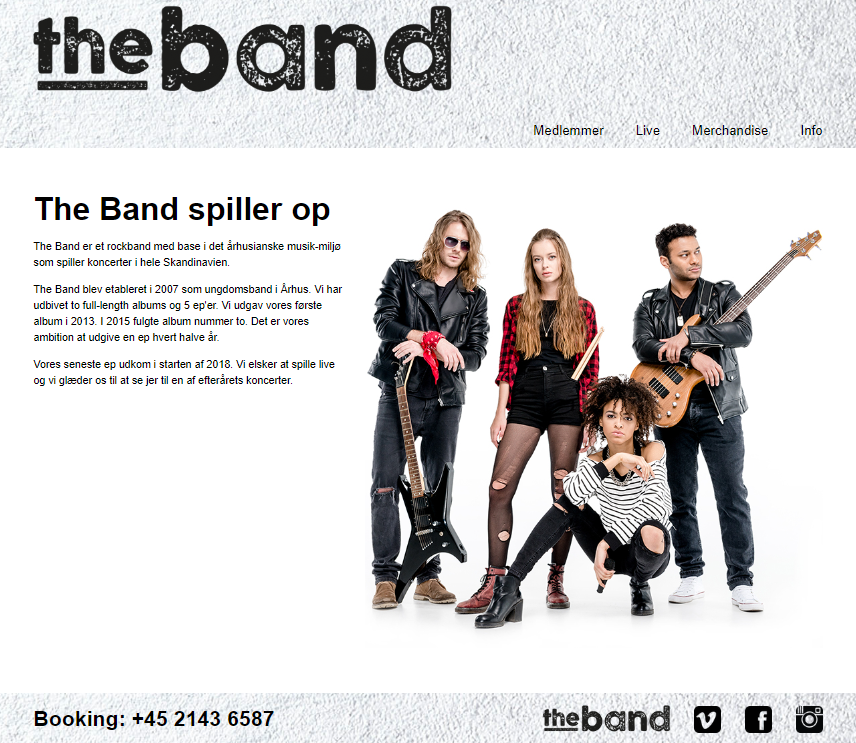 the band
Medlemmer Live Merchandise Info
The Band spiller op
The Band er et rockband med base i det århusianske musik-miljø
som spiller koncerter i hele Skandinavien.
The Band blev etableret i 2007 som ungdomsband i Århus. Vi har
udbivet to full-length albums og 5 ep'er. Vi udgav vores første
album i 2013. I 2015 fulgte album nummer to. Det er vores
ambition at udgive en ep hvert halve år.
Vores seneste ep udkom i starten af 2018. Vi elsker at spille live
og vi glæder os til at se jer til en af efterårets koncerter.
Booking: +45 2143 6587
the band